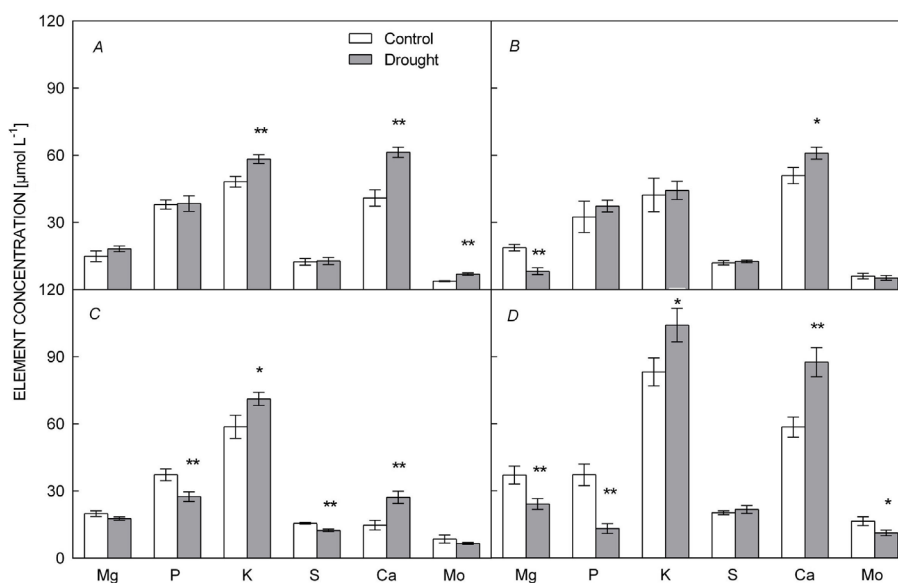 120
90
60
30
120
90
60
30
0
ELEMENT CONCENTRATION [µmol L⁻¹]
A
Control
Drought
**
**
**
B
**
*
C
**
*
**
**
D
**
**
*
**
*
Mg P K S Ca Mo Mg P K S Ca Mo